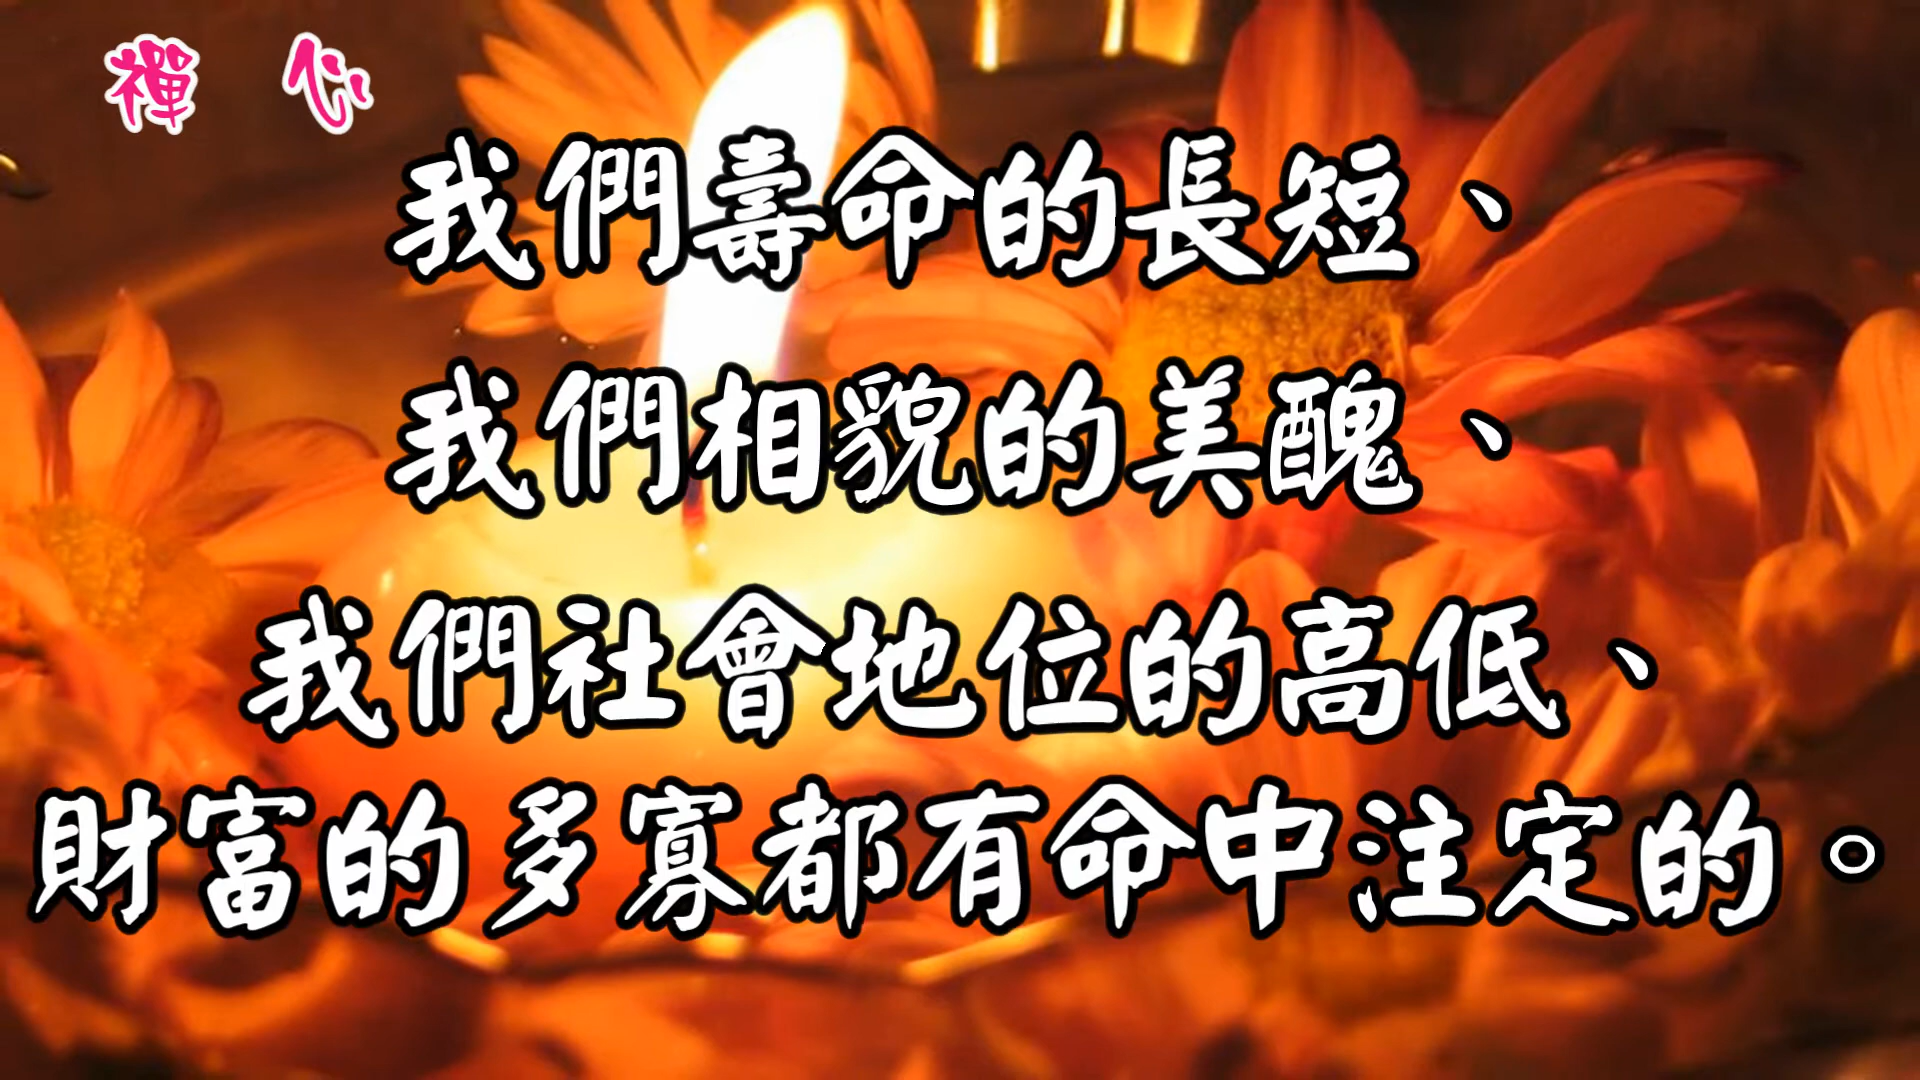 禪 心
我們壽命的長短、
我們相貌的美醜、
我們社會地位的高低、
財富的多寡都有命中注定的。